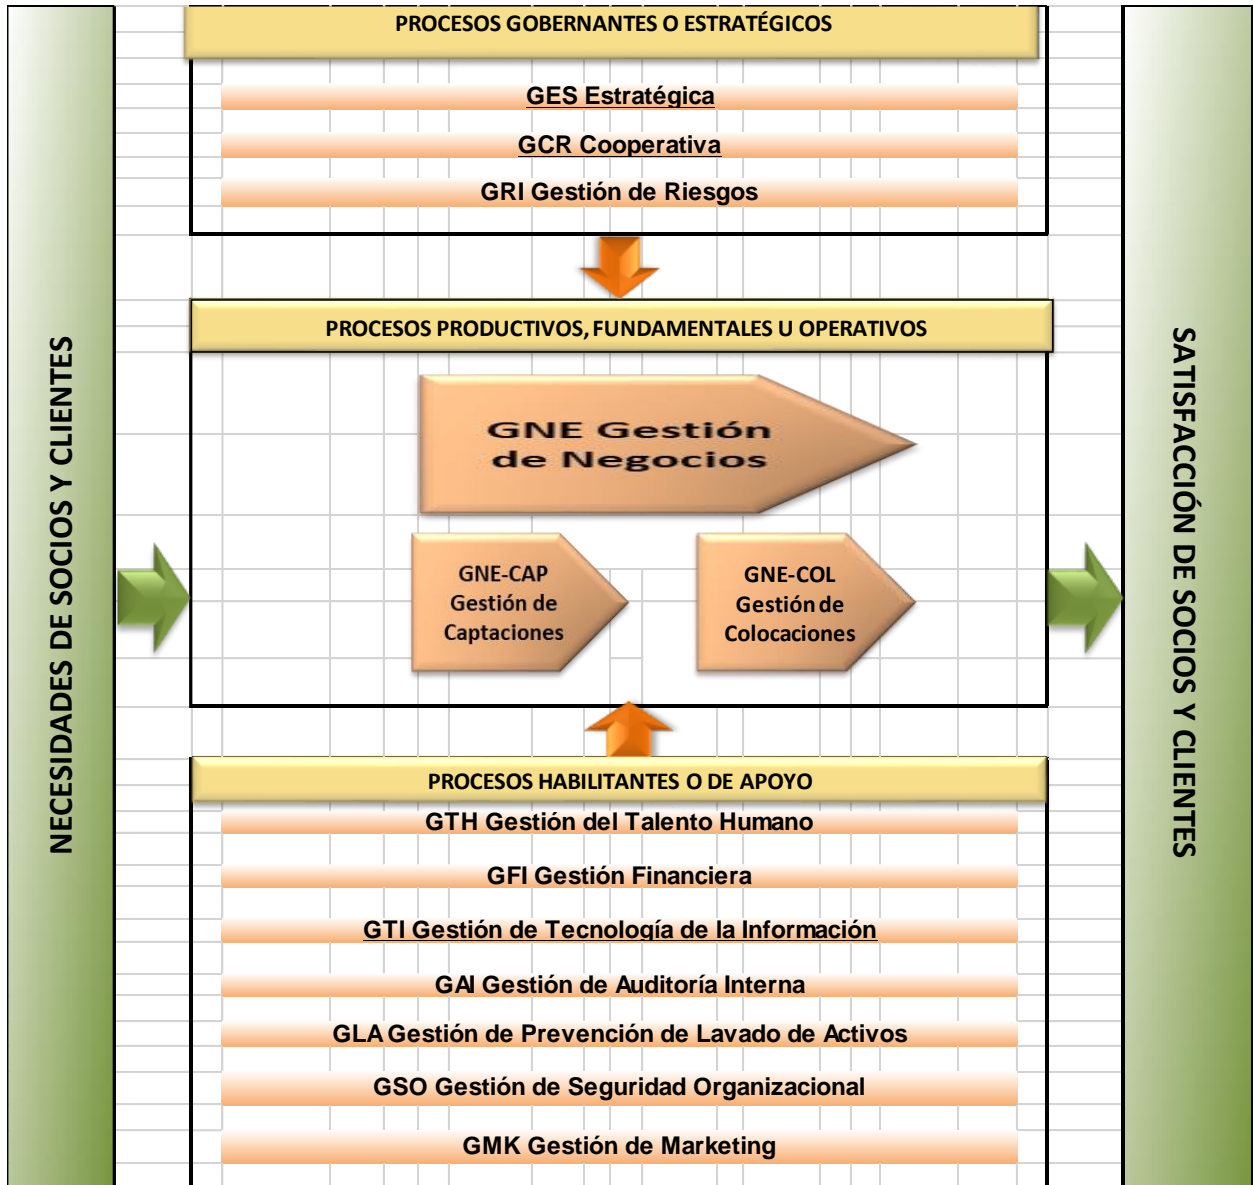 PROCESOS GOBERNANTES O ESTRATÉGICOS
GES Estratégica
GCR Cooperativa
GRI Gestión de Riesgos
NECESIDADES DE SOCIOS Y CLIENTES
PROCESOS PRODUCTIVOS, FUNDAMENTALES U OPERATIVOS
GNE Gestión
de Negocios
GNE-CAP
Gestión de
Captaciones
GNE-COL
Gestión de
Colocaciones
SATISFACCIÓN DE SOCIOS Y CLIENTES
PROCESOS HABILITANTES O DE APOYO
GTH Gestión del Talento Humano
GFI Gestión Financiera
GTI Gestión de Tecnología de la Información
GAI Gestión de Auditoría Interna
GLA Gestión de Prevención de Lavado de Activos
GSO Gestión de Seguridad Organizacional
GMK Gestión de Marketing